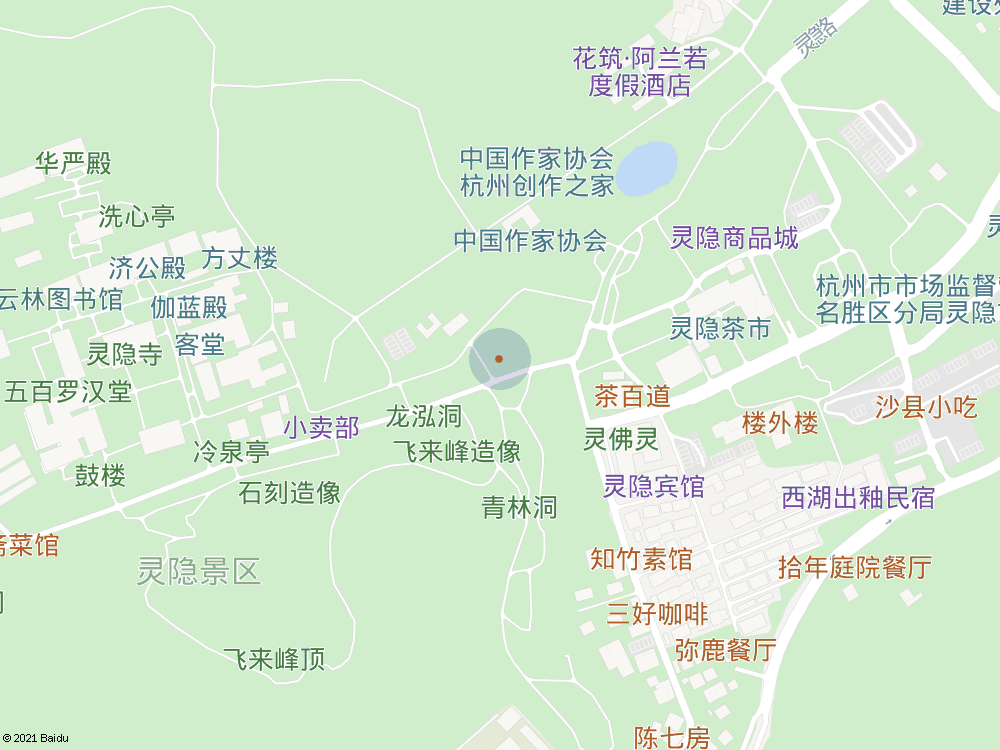 建设
灵隐路
花筑·阿兰若
度假酒店
中国作家协会
杭州创作之家
华严殿
洗心亭
中国作家协会
灵隐商品城
方丈楼
济公殿
云林图书馆
伽蓝殿
杭州市市场监督
名胜区分局灵隐
灵隐茶市
客堂
灵隐寺
五百罗汉堂
茶百道
沙县小吃
龙泓洞
小卖部
楼外楼
灵佛灵
冷泉亭
飞来峰造像
鼓楼
石刻造像
灵隐宾馆
西湖出釉民宿
青林洞
斋菜馆
灵隐景区
知竹素馆
拾年庭院餐厅
三好咖啡
弥鹿餐厅
飞来峰顶
陈七房
© 2021 Baidu